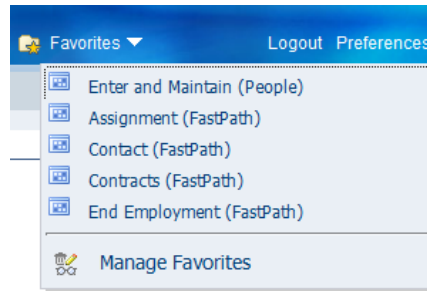 Favorites Logout Preferences
Enter and Maintain (People)
Assignment (FastPath)
Contact (FastPath)
Contracts (FastPath)
End Employment (FastPath)
Manage Favorites